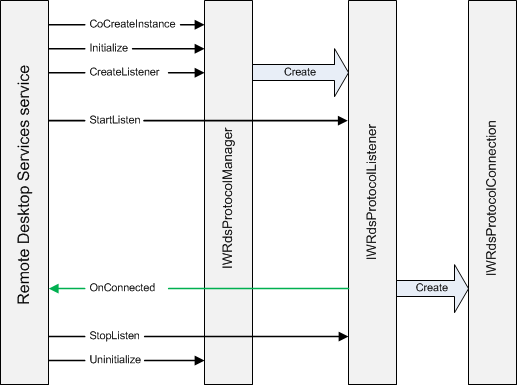 Remote Desktop Services service
CoCreateInstance
Initialize
CreateListener
StartListen
OnConnected
StopListen
Uninitialize
IWRdsProtocolManager
Create
IWRdsProtocolListener
Create
IWRdsProtocolConnection